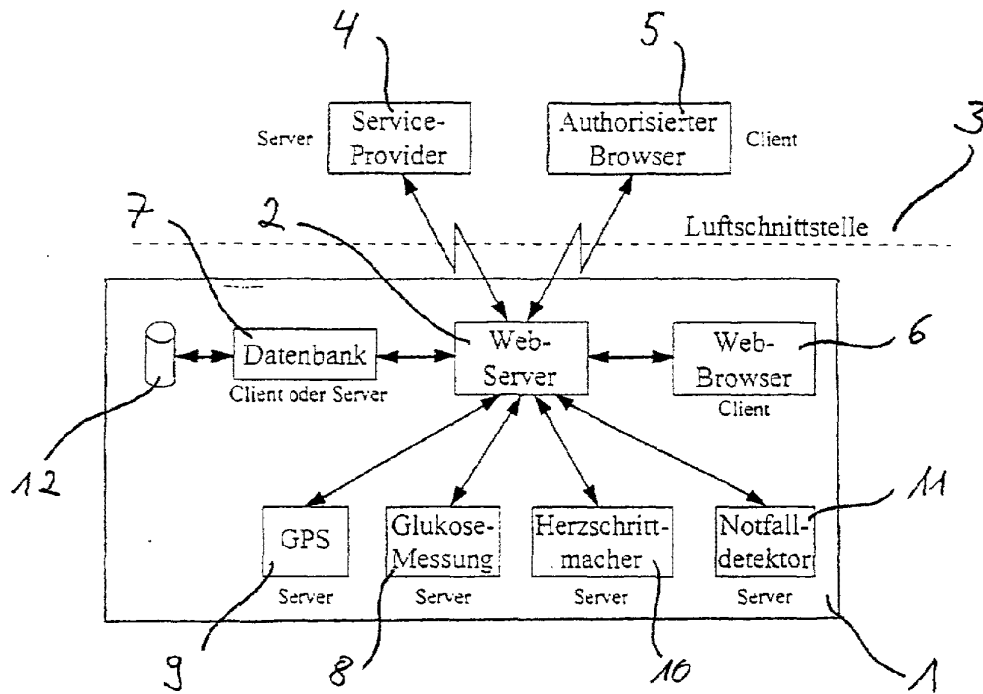 4
5
3
Server
Service-
Provider
Authorisierter
Browser
Client
7
2
Luftschnittstelle
6
Datenbank
Web-
Server
Web-
Browser
Client oder Server
Client
12
11
GPS
Glukose-
Messung
Herzschritt-
macher
Notfall-
detektor
Server
Server
Server
Server
9
8
10
1